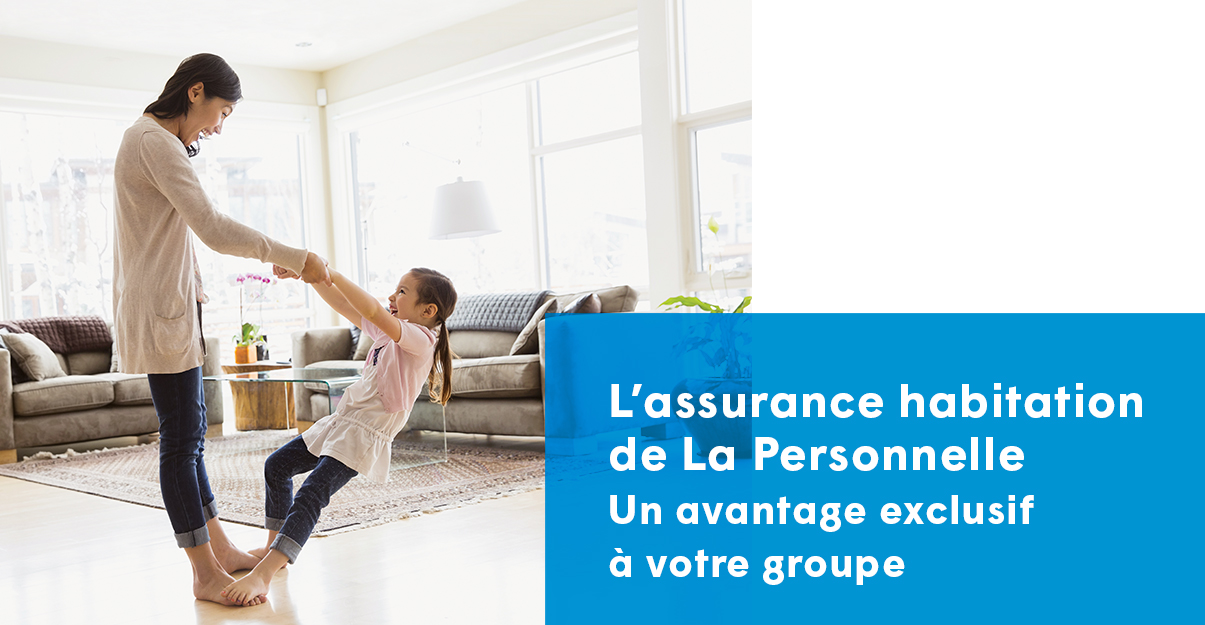 L’assurance habitation
de La Personnelle
Un avantage exclusif
à votre groupe